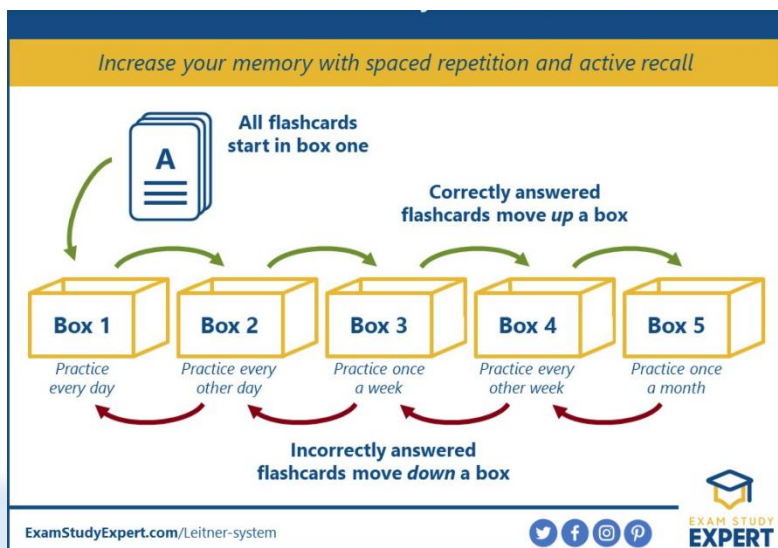 Increase your memory with spaced repetition and active recall
A
All flashcards
start in box one
Correctly answered
flashcards move up a box
Box 1
Box 2
Box 3
Box 4
Box 5
Practice
every day
Practice every
other day
Practice once
a week
Practice every
other week
Practice once
a month
Incorrectly answered
flashcards move down a box
ExamStudyExpert.com/Leitner-system
EXAM STUDY
EXPERT